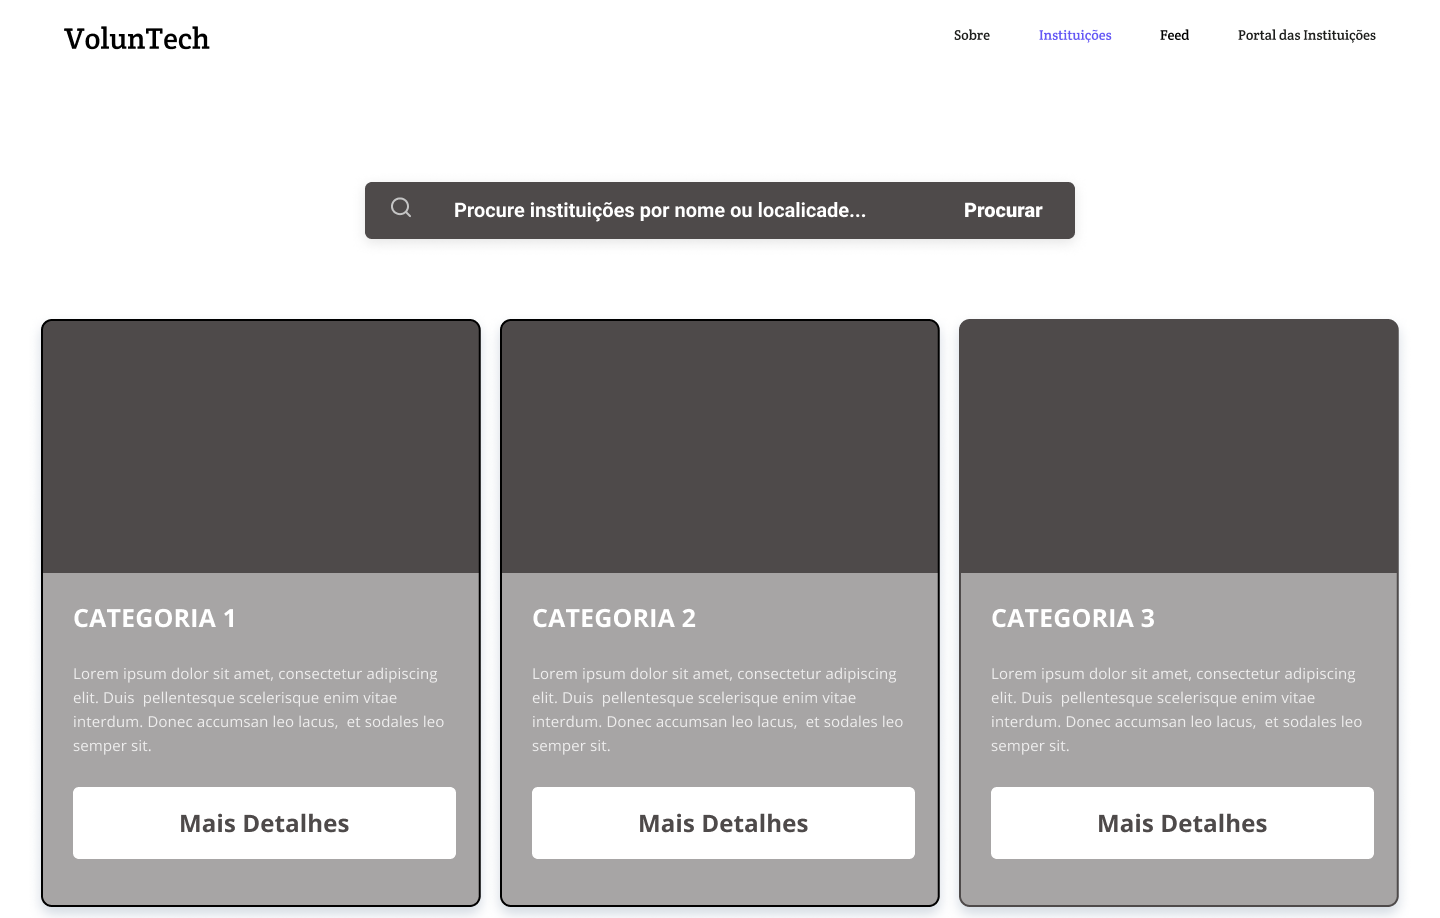 VolunTech
Sobre
Instituições
Feed
Portal das Instituições
Procure instituições por nome ou localicade...
Procurar
CATEGORIA 1
Lorem ipsum dolor sit amet, consectetur adipiscing
elit. Duis  pellentesque scelerisque enim vitae
interdum. Donec accumsan leo lacus,  et sodales leo
semper sit.
Mais Detalhes
CATEGORIA 2
Lorem ipsum dolor sit amet, consectetur adipiscing
elit. Duis  pellentesque scelerisque enim vitae
interdum. Donec accumsan leo lacus,  et sodales leo
semper sit.
Mais Detalhes
CATEGORIA 3
Lorem ipsum dolor sit amet, consectetur adipiscing
elit. Duis  pellentesque scelerisque enim vitae
interdum. Donec accumsan leo lacus,  et sodales leo
semper sit.
Mais Detalhes